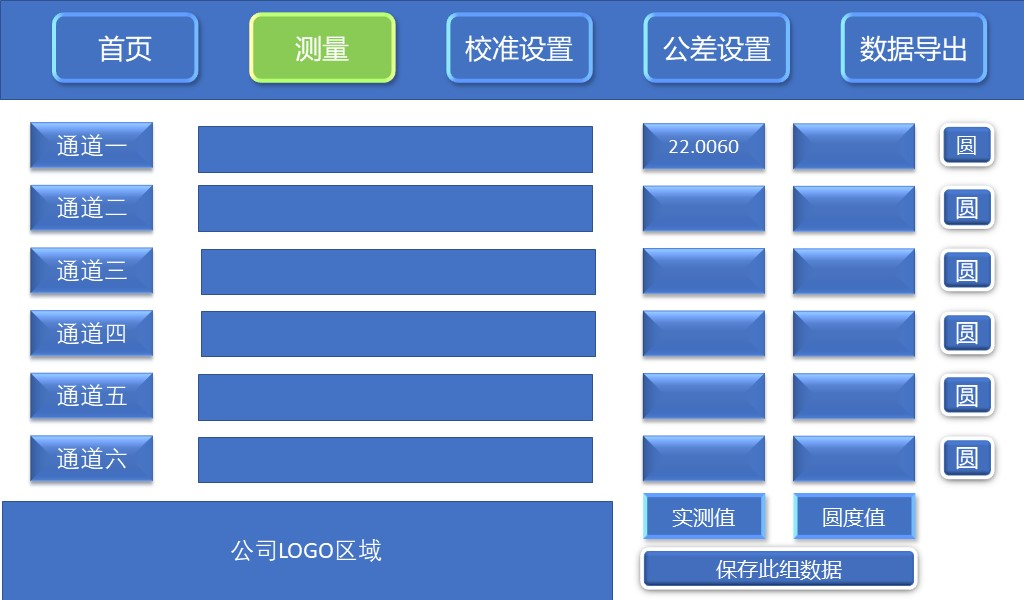 首页
测量
校准设置
公差设置
数据导出
通道一
22.0060
圆
通道二
圆
通道三
圆
通道四
圆
通道五
圆
通道六
圆
实测值
圆度值
公司LOGO区域
保存此组数据